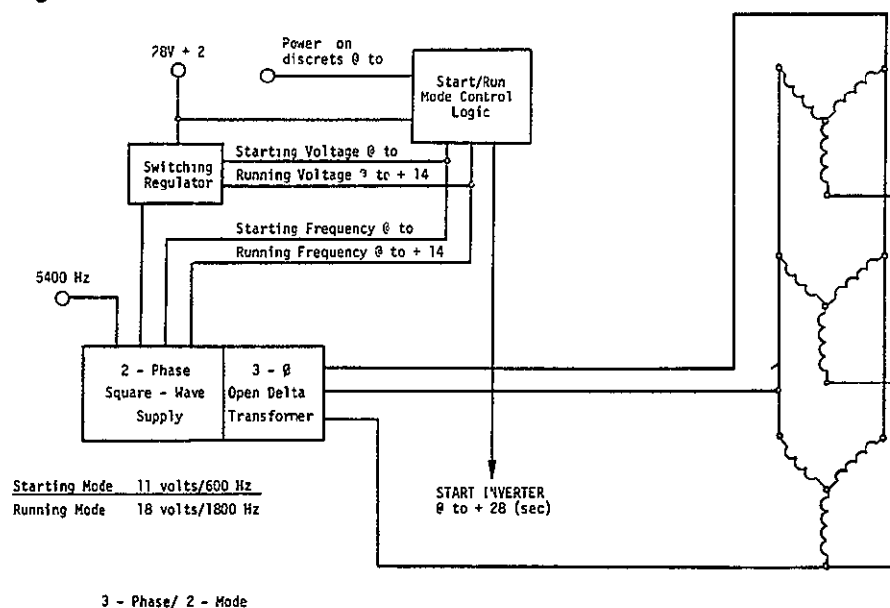 28V + 2
Power on
discrets @ to
Start/Run
Mode Control
Logic
Switching
Regulator
Starting Voltage @ to
Running Voltage @ to + 14
Starting Frequency @ to
Running Frequency @ to + 14
5400 Hz
2 - Phase
Square - Wave
Supply
3 - Ø
Open Delta
Transformer
Starting Mode 11 volts/600 Hz
Running Mode 18 volts/1800 Hz
START INVERTER
@ to + 28 (sec)
3 - Phase/ 2 - Mode